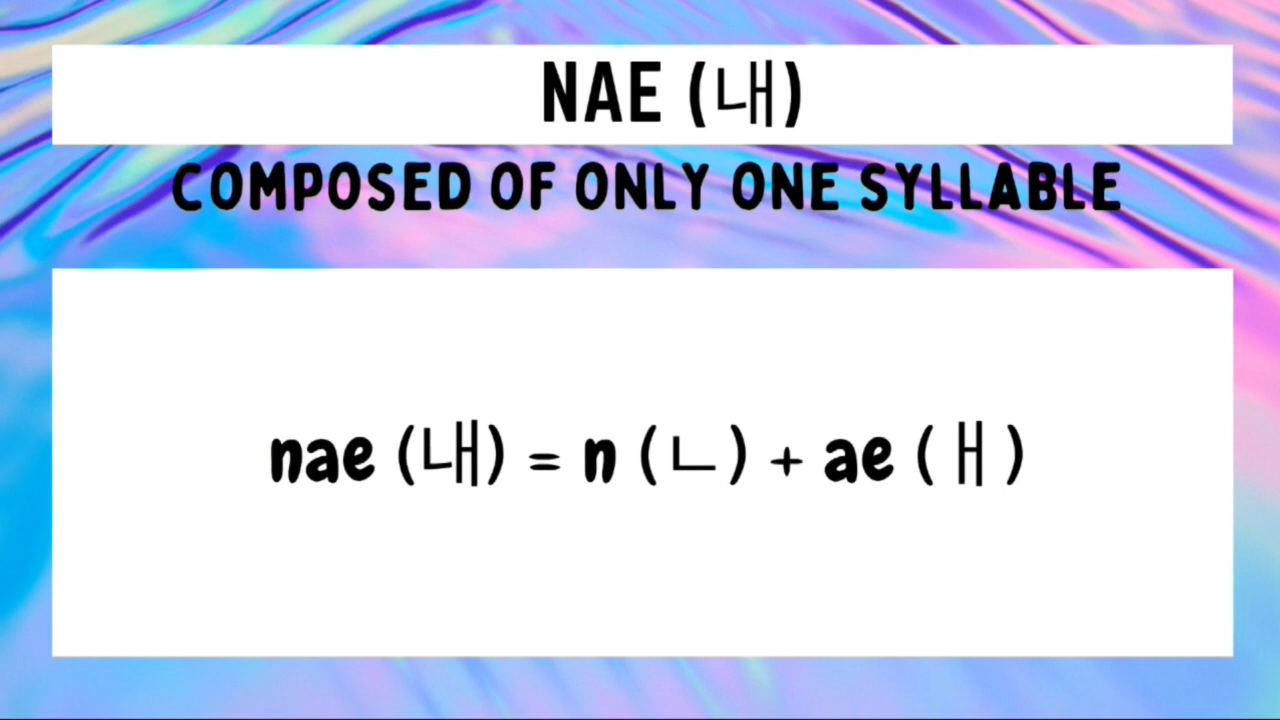 NAE (내)
COMPOSED OF ONLY ONE SYLLABLE
nae (내) = n (ㄴ) + ae (ㅐ)